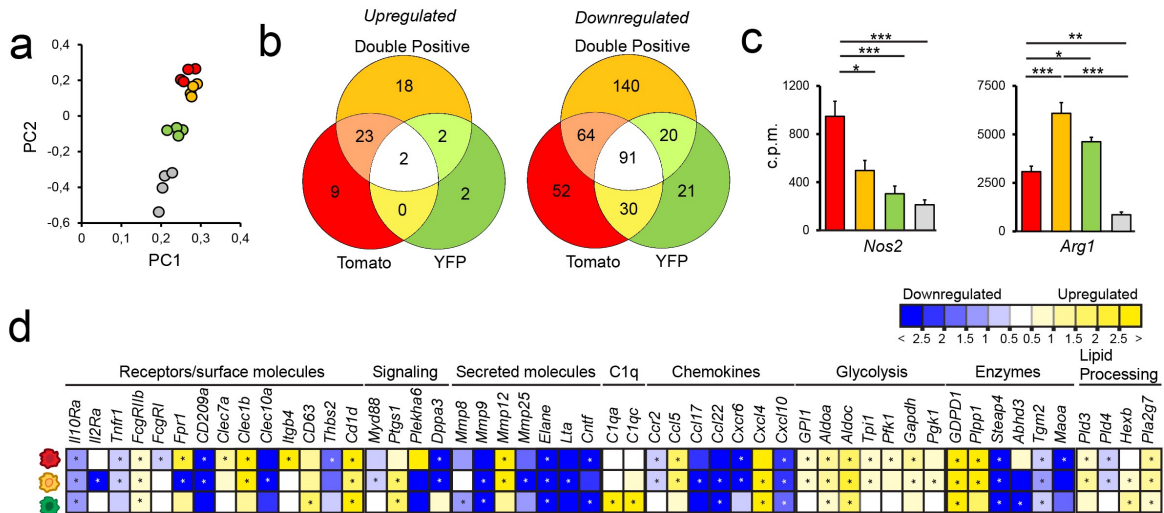 a
0,4
0,2
0
-0,2
-0,4
-0,6
PC2
0 0,1 0,2 0,3 0,4
PC1
b
Upregulated
Double Positive
18
23 2
2
9 2
0
Tomato YFP
Downregulated
Double Positive
140
64 20
91
52 21
30
Tomato YFP
c
***
***
*
1200
800
400
0
c.p.m.
Nos2
**
*
*** ***
7500
5000
2500
0
Arg1
Downregulated Upregulated
< 2.5 2 1.5 1 0.5 0.5 1 1.5 2 2.5 >
d
Receptors/surface molecules Signaling Secreted molecules C1q Chemokines Glycolysis Enzymes Lipid Processing
Il10Ra
Il2Ra
Tnfr1
FcgRIIb
FcgRI
Fpr1
CD209a
Clec7a
Clec1b
Clec10a
Itgb4
CD63
Thbs2
Cd1d
Myd88
Ptgs1
Plekha6
Dppa3
Mmp8
Mmp9
Mmp12
Mmp25
Elane
Lta
Cntf
C1qa
C1qc
Ccr2
Ccl5
Ccl17
Ccl22
Cxcr6
Cxcl4
Cxcl10
GPI1
Aldoa
Aldoc
Tpi1
Pfk1
Gapdh
Pgk1
GDPD1
Plpp1
Steap4
Abhd3
Tgm2
Maoa
Pld3
Pld4
Hexb
Pla2g7